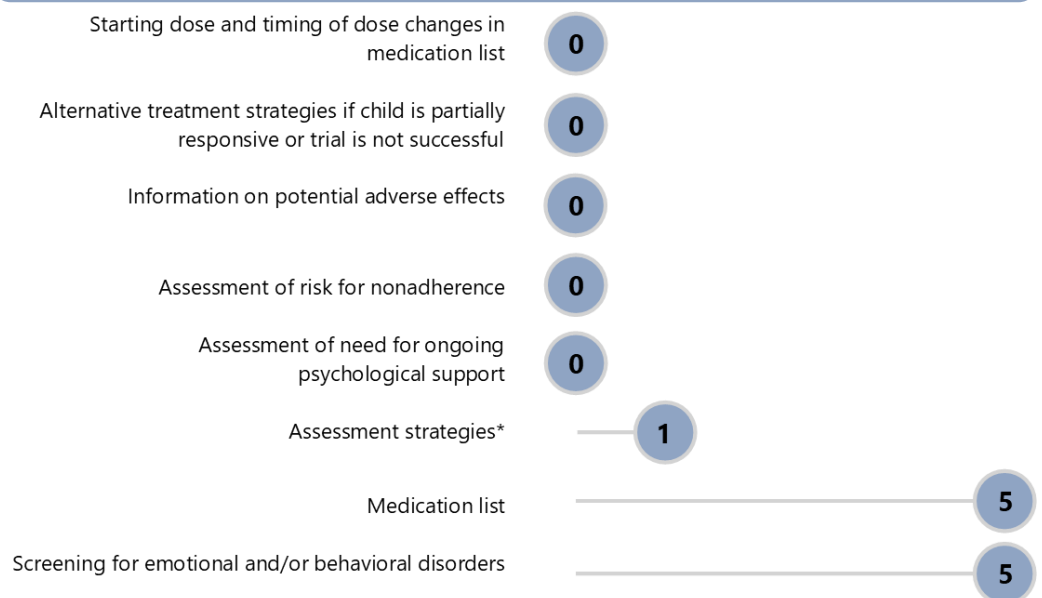 Starting dose and timing of dose changes in
medication list
0
Alternative treatment strategies if child is partially
responsive or trial is not successful
0
Information on potential adverse effects
0
Assessment of risk for nonadherence
0
Assessment of need for ongoing
psychological support
0
Assessment strategies*
1
Medication list
5
Screening for emotional and/or behavioral disorders
5